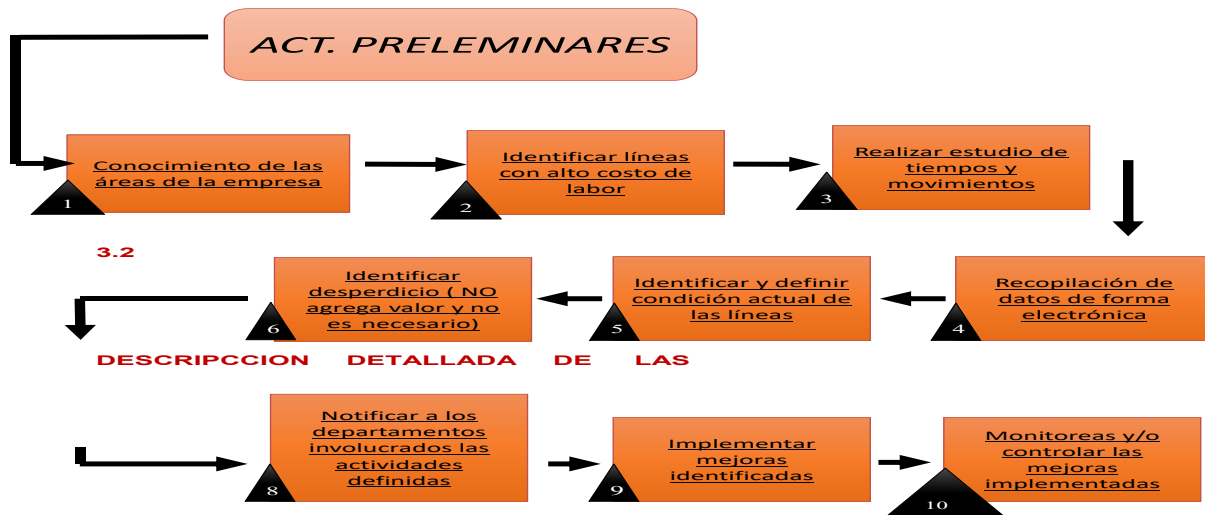 ACT. PRELEMINARES
Conocimiento de las
áreas de la empresa
1
Identificar líneas
con alto costo de
labor
2
Realizar estudio de
tiempos y
movimientos
3
3.2
Recopilación de
datos de forma
electrónica
4
Identificar y definir
condición actual de
las líneas
5
Identificar
desperdicio ( NO
agrega valor y no
es necesario)
6
DESCRIPCCION DETALLADA DE LAS
Notificar a los
departamentos
involucrados las
actividades
definidas
8
Implementar
mejoras
identificadas
9
Monitoreas y/o
controlar las
mejoras
implementadas
10